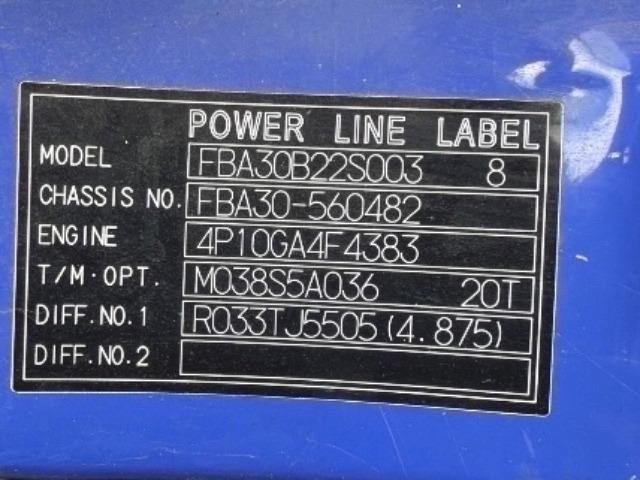 POWER LINE LABEL
MODEL FBA30B22S003 8
CHASSIS NO. FBA30-560482
ENGINE 4P10GA4F4383
T/M·OPT. M038S5A036 20T
DIFF.NO.1 R033TJ5505(4.875)
DIFF.NO.2